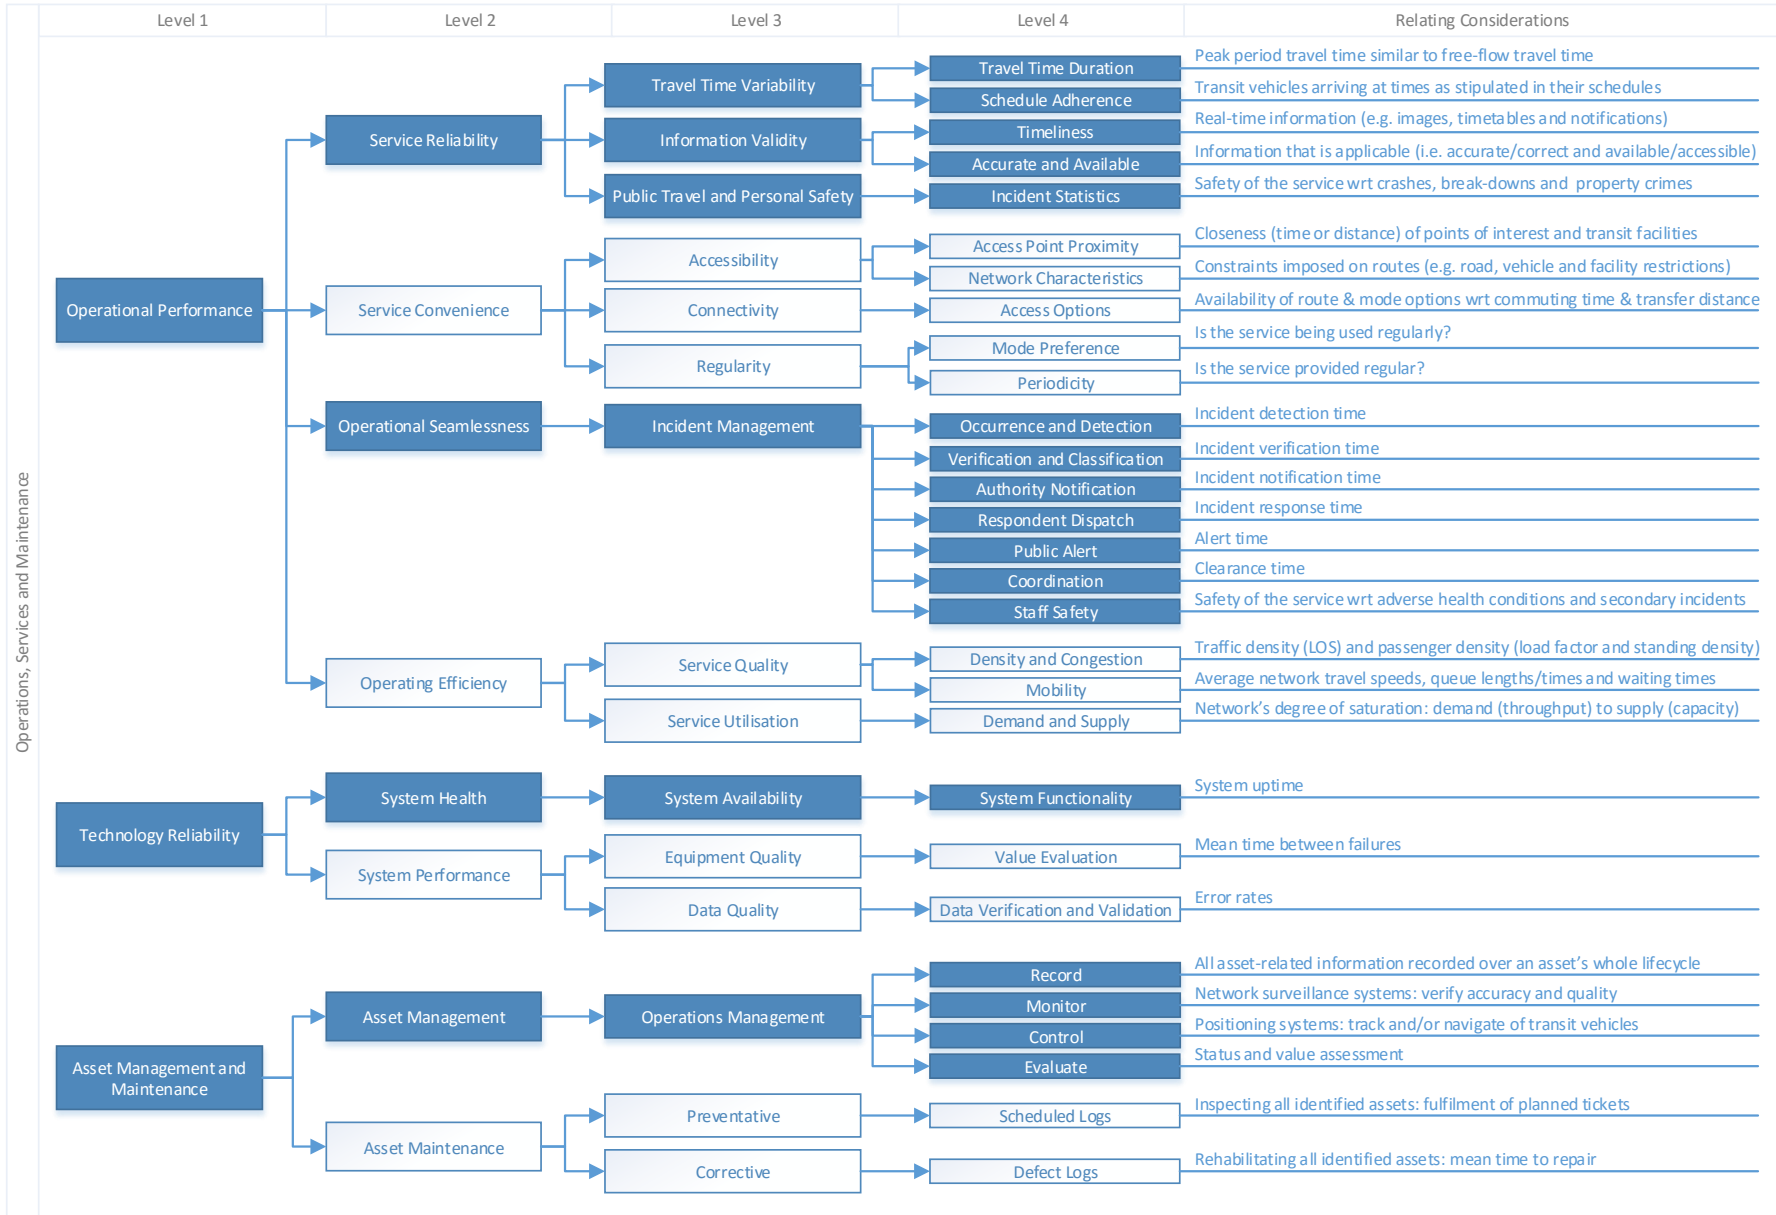 Level 1
Level 2
Level 3
Level 4
Relating Considerations
Operations, Services and Maintenance
Operational Performance
Service Reliability
Travel Time Variability
Travel Time Duration
Peak period travel time similar to free-flow travel time
Schedule Adherence
Transit vehicles arriving at times as stipulated in their schedules
Information Validity
Timeliness
Real-time information (e.g. images, timetables and notifications)
Accurate and Available
Information that is applicable (i.e. accurate/correct and available/accessible)
Public Travel and Personal Safety
Incident Statistics
Safety of the service wrt crashes, break-downs and property crimes
Service Convenience
Accessibility
Access Point Proximity
Closeness (time or distance) of points of interest and transit facilities
Network Characteristics
Constraints imposed on routes (e.g. road, vehicle and facility restrictions)
Connectivity
Access Options
Availability of route & mode options wrt commuting time & transfer distance
Regularity
Mode Preference
Is the service being used regularly?
Periodicity
Is the service provided regular?
Operational Seamlessness
Incident Management
Occurrence and Detection
Incident detection time
Verification and Classification
Incident verification time
Authority Notification
Incident notification time
Respondent Dispatch
Incident response time
Public Alert
Alert time
Coordination
Clearance time
Staff Safety
Safety of the service wrt adverse health conditions and secondary incidents
Operating Efficiency
Service Quality
Density and Congestion
Traffic density (LOS) and passenger density (load factor and standing density)
Mobility
Average network travel speeds, queue lengths/times and waiting times
Service Utilisation
Demand and Supply
Network's degree of saturation: demand (throughput) to supply (capacity)
Technology Reliability
System Health
System Availability
System Functionality
System uptime
System Performance
Equipment Quality
Value Evaluation
Mean time between failures
Data Quality
Data Verification and Validation
Error rates
Asset Management and
Maintenance
Asset Management
Operations Management
Record
All asset-related information recorded over an asset's whole lifecycle
Monitor
Network surveillance systems: verify accuracy and quality
Control
Positioning systems: track and/or navigate of transit vehicles
Evaluate
Status and value assessment
Asset Maintenance
Preventative
Scheduled Logs
Inspecting all identified assets: fulfilment of planned tickets
Corrective
Defect Logs
Rehabilitating all identified assets: mean time to repair